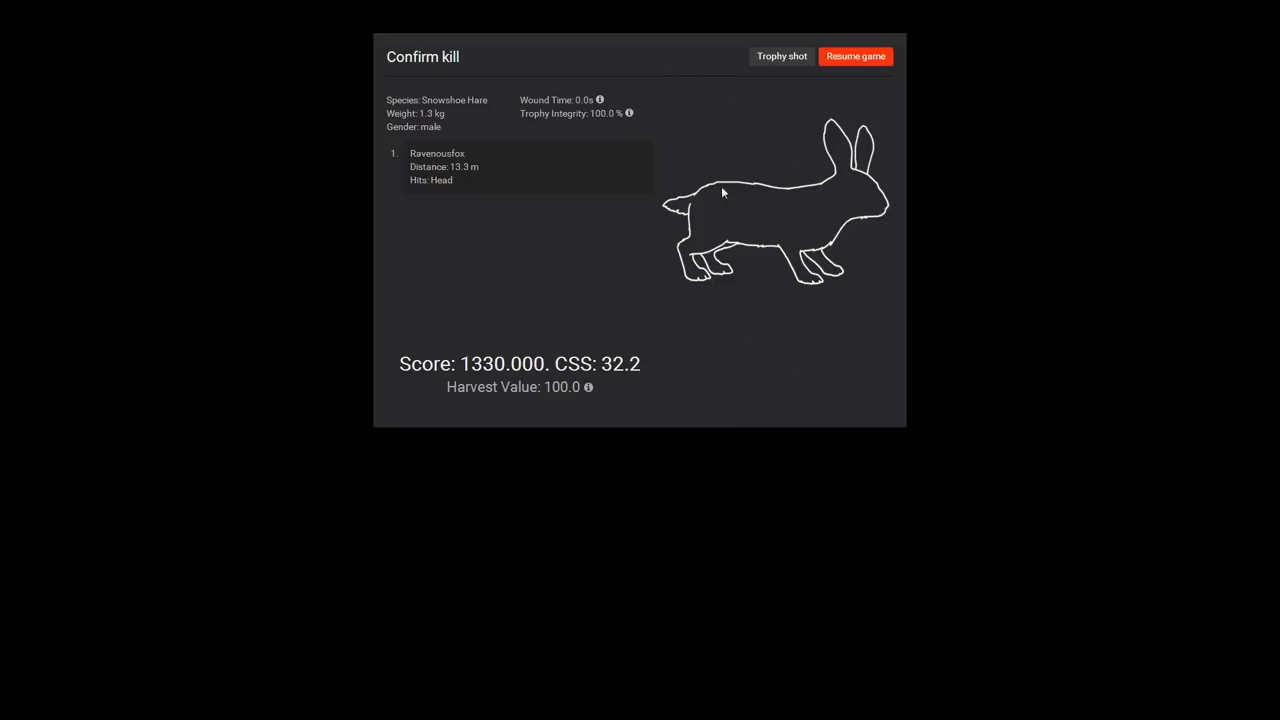 Confirm kill
Trophy shot
Resume game
Species: Snowshoe Hare
Weight: 1.3 kg
Gender: male
Wound Time: 0.0s
Trophy Integrity: 100.0 %
1.
Ravenousfox
Distance: 13.3 m
Hits: Head
Score: 1330.000. CSS: 32.2
Harvest Value: 100.0